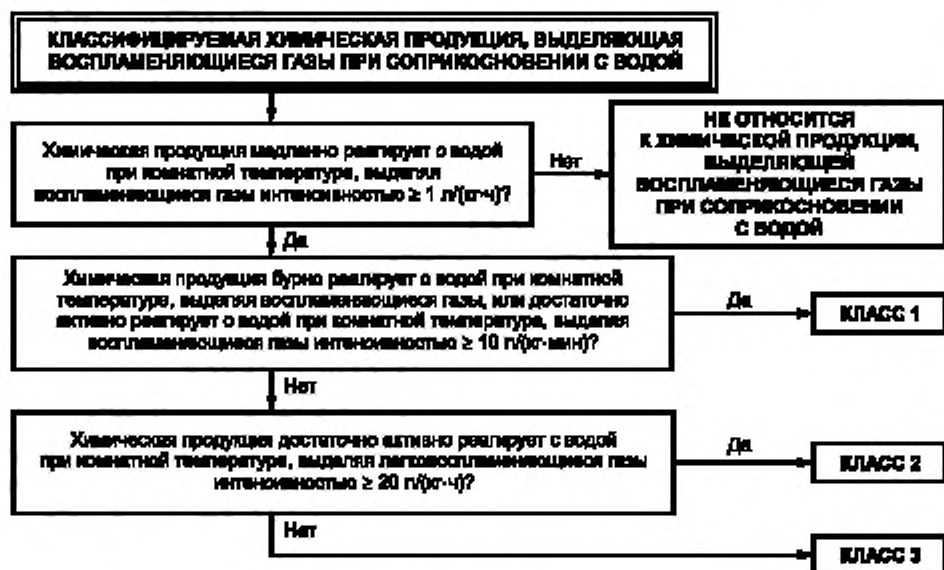 КЛАССИФИЦИРУЕМАЯ ХИМИЧЕСКАЯ ПРОДУКЦИЯ, ВЫДЕЛЯЮЩАЯ
ВОСПЛАМЕНЯЮЩИЕСЯ ГАЗЫ ПРИ СОПРИКОСНОВЕНИИ С ВОДОЙ
Химическая продукция медленно реагирует с водой
при комнатной температуре, выделяя
воспламеняющиеся газы интенсивностью ≥ 1 л/(кг·ч)?
Нет
НЕ ОТНОСИТСЯ
К ХИМИЧЕСКОЙ ПРОДУКЦИИ,
ВЫДЕЛЯЮЩЕЙ
ВОСПЛАМЕНЯЮЩИЕСЯ ГАЗЫ
ПРИ СОПРИКОСНОВЕНИИ
С ВОДОЙ
Да
Химическая продукция бурно реагирует с водой при комнатной
температуре, выделяя воспламеняющиеся газы, или достаточно
активно реагирует с водой при комнатной температуре, выделяя
воспламеняющиеся газы интенсивностью ≥ 10 л/(кг·мин)?
Да
КЛАСС 1
Нет
Химическая продукция достаточно активно реагирует с водой
при комнатной температуре, выделяя легковоспламеняющиеся газы
интенсивностью ≥ 20 л/(кг·ч)?
Да
КЛАСС 2
Нет
КЛАСС 3